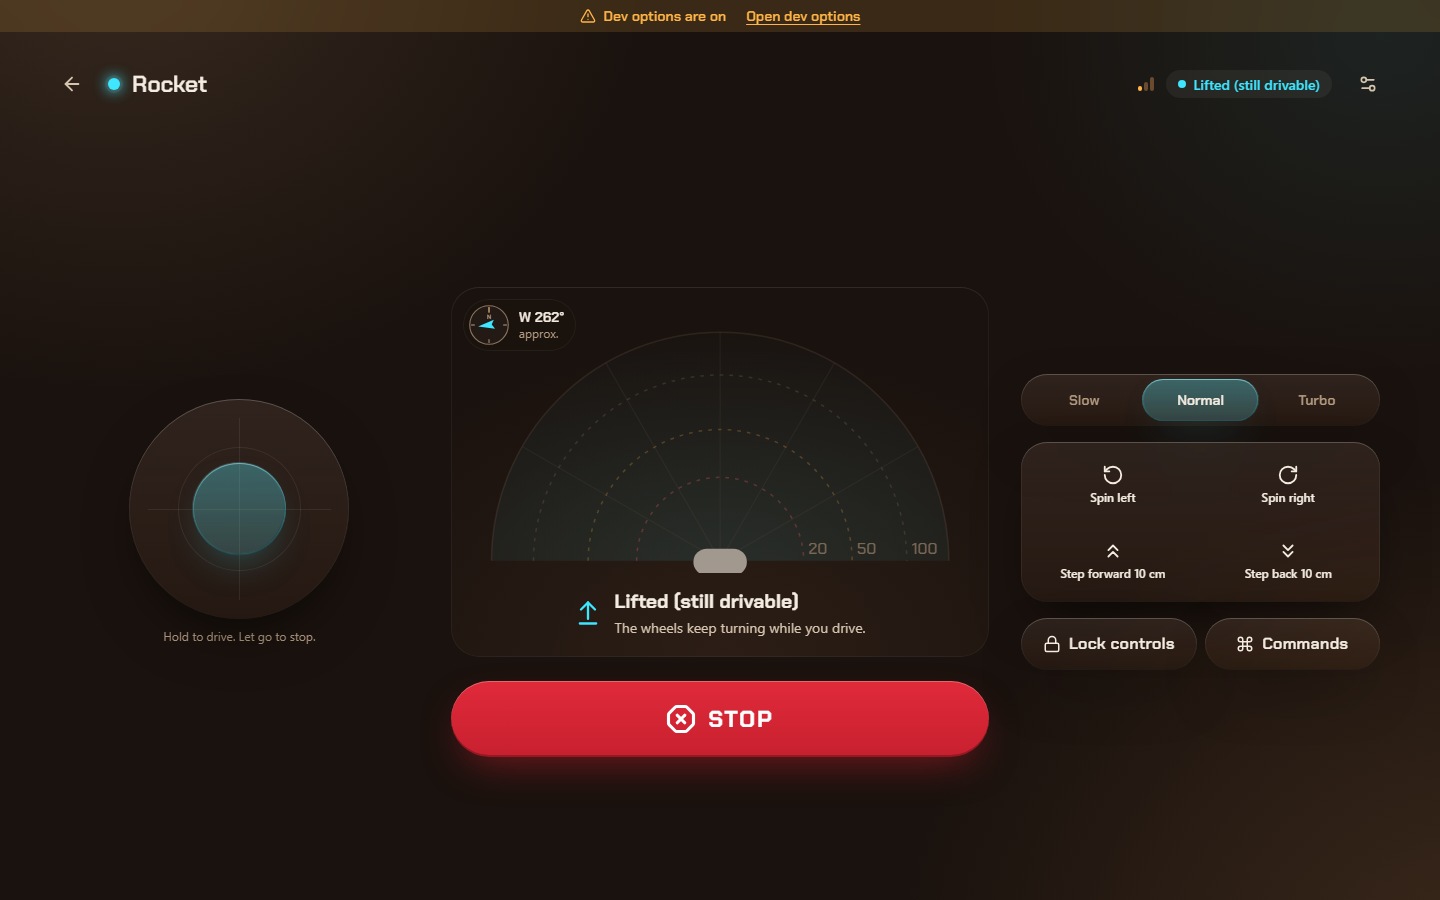 Dev options are on Open dev options
Rocket
Lifted (still drivable)
N
W 262°
approx.
20 50 100
Lifted (still drivable)
The wheels keep turning while you drive.
Hold to drive. Let go to stop.
STOP
Slow Normal Turbo
Spin left Spin right
Step forward 10 cm Step back 10 cm
Lock controls Commands